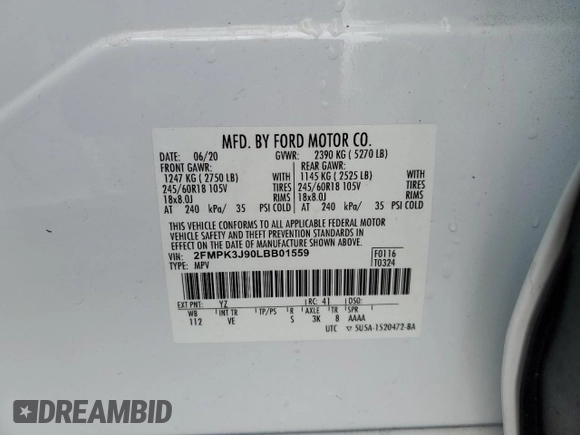 MFD. BY FORD MOTOR CO.
DATE: 06/20 GVWR: 2390 KG ( 5270 LB)
FRONT GAWR: REAR GAWR:
1247 KG ( 2750 LB) WITH 1145 KG ( 2525 LB) WITH
245/60R18 105V TIRES 245/60R18 105V TIRES
18x8.0J RIMS 18x8.0J RIMS
AT 240 kPa/ 35 PSI COLD AT 240 kPa/ 35 PSI COLD
THIS VEHICLE CONFORMS TO ALL APPLICABLE FEDERAL MOTOR
VEHICLE SAFETY AND THEFT PREVENTION STANDARDS IN
EFFECT ON THE DATE OF MANUFACTURE SHOWN ABOVE.
VIN: 2FMPK3J90LBB01559 F0116
TYPE: MPV T0324
EXT PNT: YZ RC: 41 DSO:
WB INT TR TP/PS R AXLE TR SPR
112 VE S 3K 8 AAAA
UTC 5U5A-1520472-BA
DREAMBID